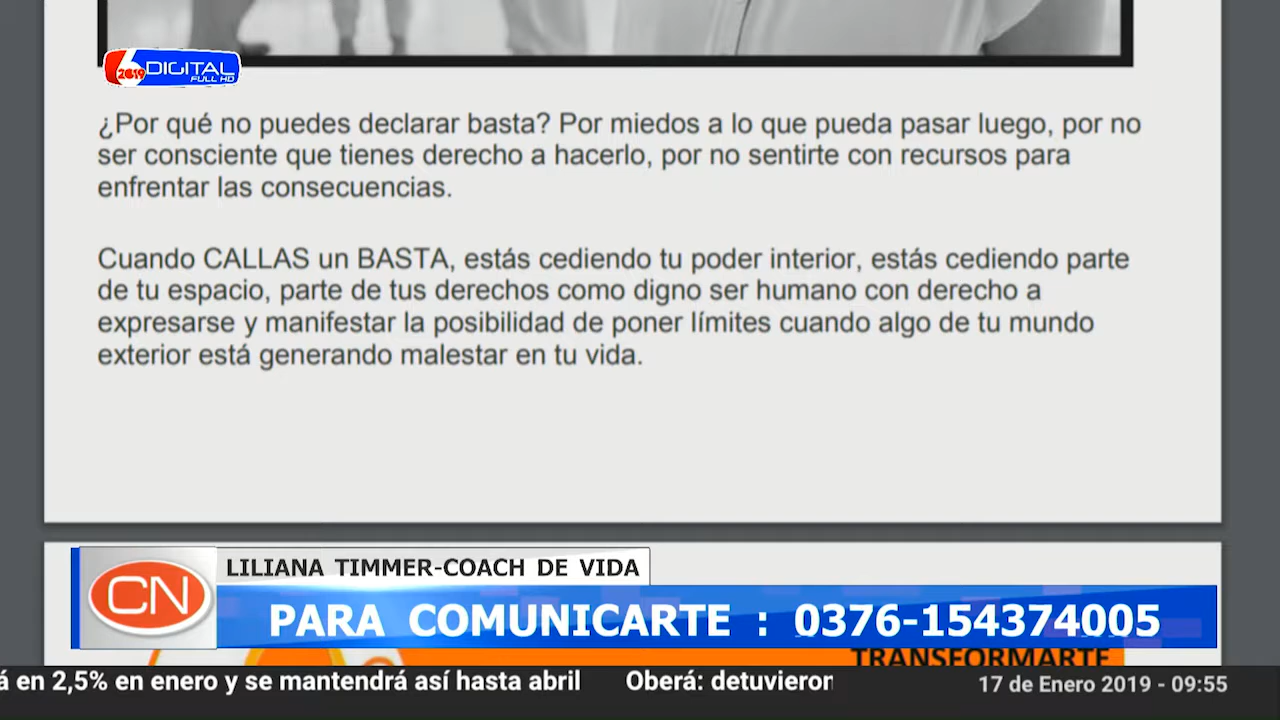 6
2019
DIGITAL
FULL HD
¿Por qué no puedes declarar basta? Por miedos a lo que pueda pasar luego, por no
ser consciente que tienes derecho a hacerlo, por no sentirte con recursos para
enfrentar las consecuencias.
Cuando CALLAS un BASTA, estás cediendo tu poder interior, estás cediendo parte
de tu espacio, parte de tus derechos como digno ser humano con derecho a
expresarse y manifestar la posibilidad de poner límites cuando algo de tu mundo
exterior está generando malestar en tu vida.
CN
LILIANA TIMMER-COACH DE VIDA
PARA COMUNICARTE : 0376-154374005
TRANSFORMARTE
á en 2,5% en enero y se mantendrá así hasta abril Oberá: detuvieron
17 de Enero 2019 - 09:55